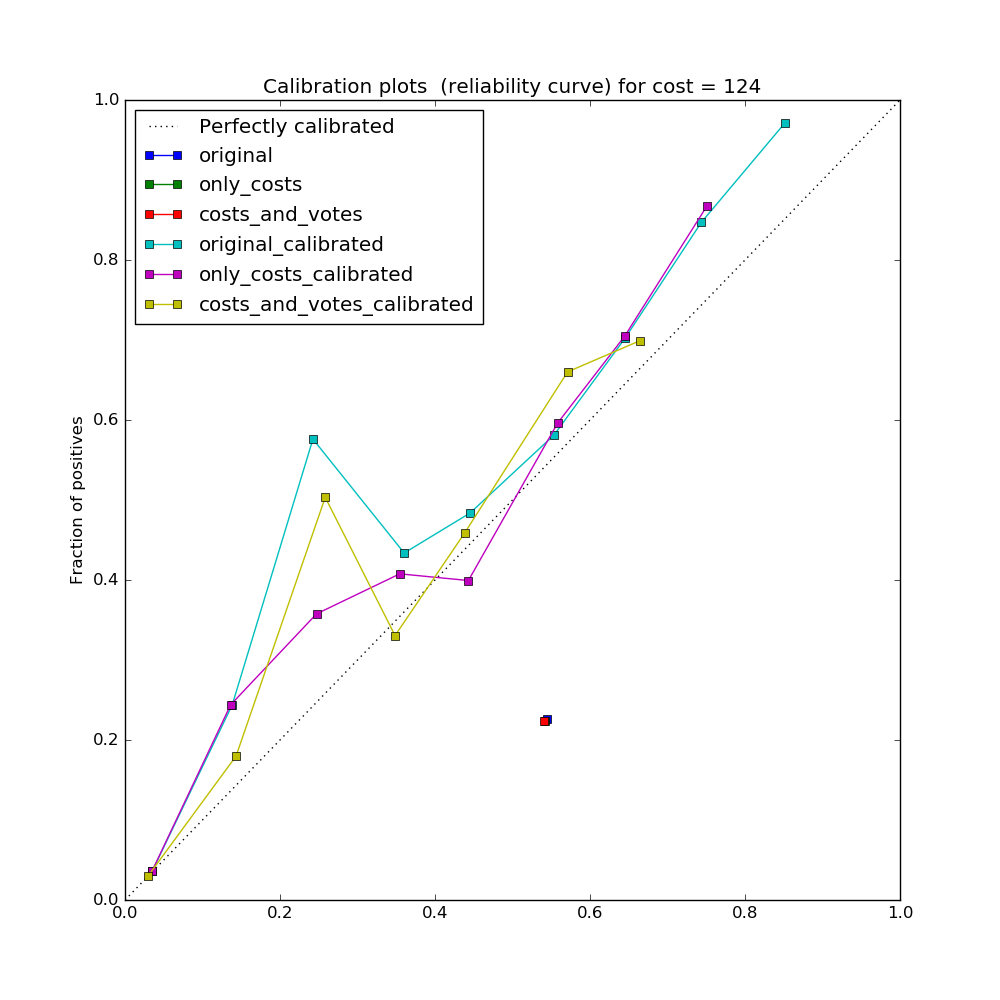 Calibration plots  (reliability curve) for cost = 124
1.0
Perfectly calibrated
original
only_costs
costs_and_votes
original_calibrated
only_costs_calibrated
costs_and_votes_calibrated
0.8
0.6
Fraction of positives
0.4
0.2
0.0
0.0 0.2 0.4 0.6 0.8 1.0